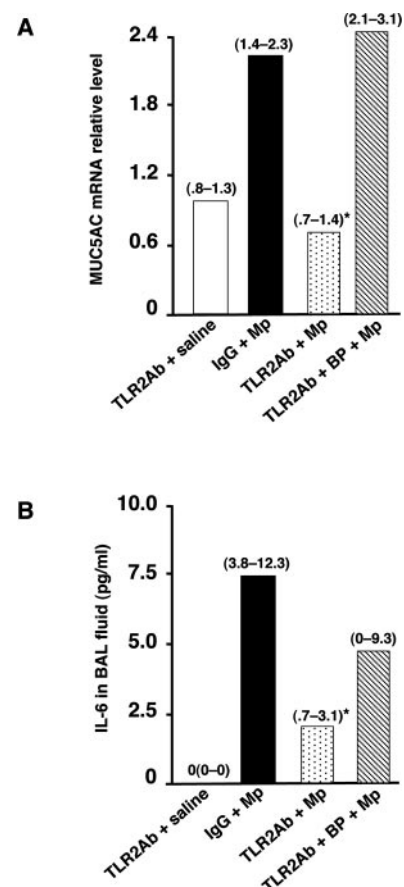 A
MUC5AC mRNA relative level
2.4
1.2
0.6
0
(.8–1.3)
(1.4–2.3)
(.7–1.4)*
(2.1–3.1)
TLR2Ab + saline
IgG + Mp
TLR2Ab + Mp
TLR2Ab + BP + Mp
B
IL-6 in BAL fluid (pg/ml)
10.0
7.5
5.0
2.5
0
0(0–0)
(3.8–12.3)
(.7–3.1)*
(0–9.3)
TLR2Ab + saline
IgG + Mp
TLR2Ab + Mp
TLR2Ab + BP + Mp